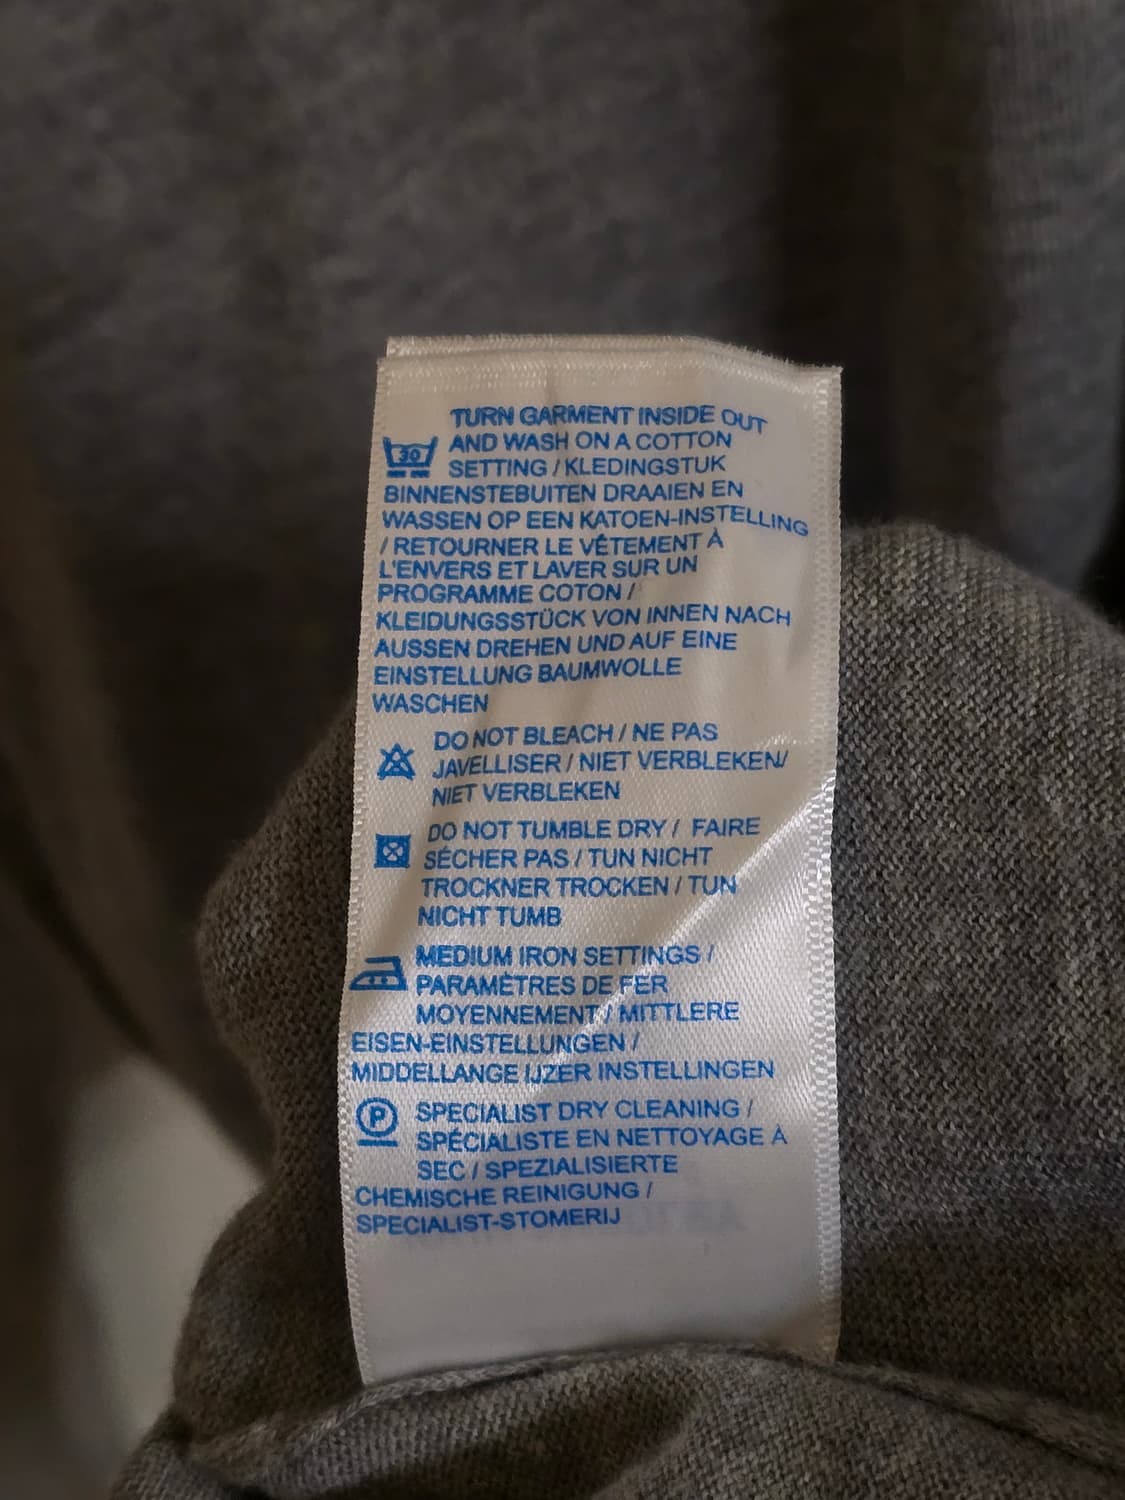 TURN GARMENT INSIDE OUT
30 AND WASH ON A COTTON
SETTING / KLEDINGSTUK
BINNENSTEBUITEN DRAAIEN EN
WASSEN OP EEN KATOEN-INSTELLING
/ RETOURNER LE VÊTEMENT À
L'ENVERS ET LAVER SUR UN
PROGRAMME COTON /
KLEIDUNGSSTÜCK VON INNEN NACH
AUSSEN DREHEN UND AUF EINE
EINSTELLUNG BAUMWOLLE
WASCHEN
DO NOT BLEACH / NE PAS
JAVELLISER / NIET VERBLEKEN/
NIET VERBLEKEN
DO NOT TUMBLE DRY / FAIRE
SÉCHER PAS / TUN NICHT
TROCKNER TROCKEN / TUN
NICHT TUMB
MEDIUM IRON SETTINGS /
PARAMÈTRES DE FER
MOYENNEMENT / MITTLERE
EISEN-EINSTELLUNGEN /
MIDDELLANGE IJZER INSTELLINGEN
P SPECIALIST DRY CLEANING /
SPÉCIALISTE EN NETTOYAGE À
SEC / SPEZIALISIERTE
CHEMISCHE REINIGUNG /
SPECIALIST-STOMERIJ